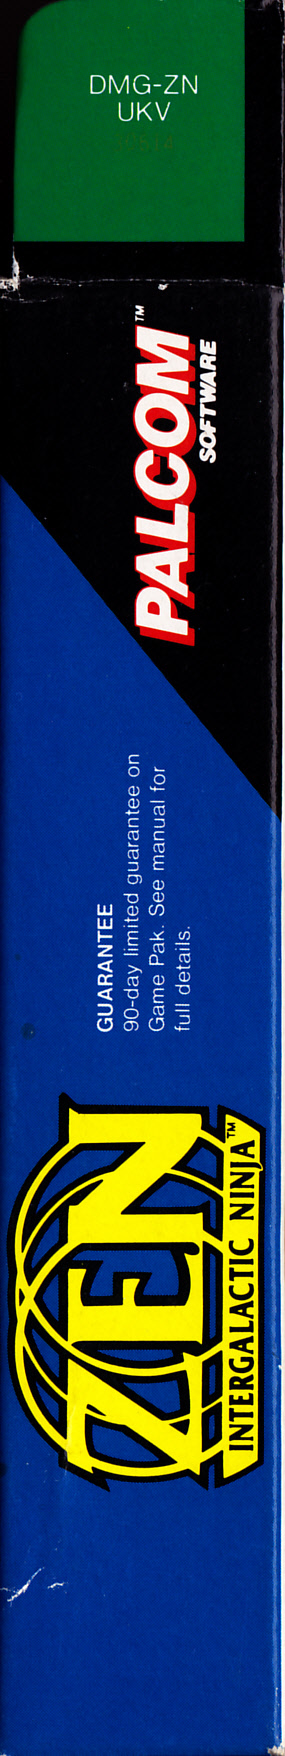 DMG-ZN
UKV
PALCOM™
SOFTWARE
GUARANTEE
90-day limited guarantee on
Game Pak. See manual for
full details.
ZEN
INTERGALACTIC NINJA™